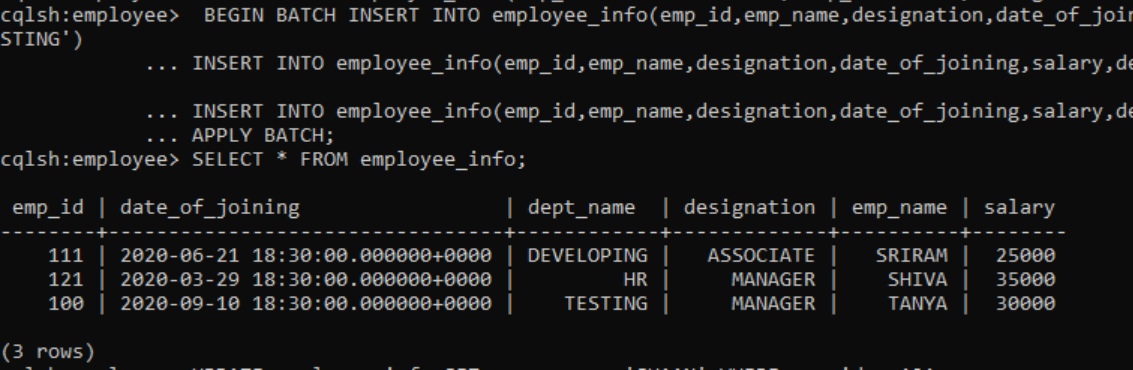 cqlsh:employee> BEGIN BATCH INSERT INTO employee_info(emp_id,emp_name,designation,date_of_join
STING')
... INSERT INTO employee_info(emp_id,emp_name,designation,date_of_joining,salary,de
... INSERT INTO employee_info(emp_id,emp_name,designation,date_of_joining,salary,de
... APPLY BATCH;
cqlsh:employee> SELECT * FROM employee_info;
emp_id | date_of_joining | dept_name | designation | emp_name | salary
--------+---------------------------------+------------+-------------+----------+--------
111 | 2020-06-21 18:30:00.000000+0000 | DEVELOPING | ASSOCIATE | SRIRAM | 25000
121 | 2020-03-29 18:30:00.000000+0000 | HR | MANAGER | SHIVA | 35000
100 | 2020-09-10 18:30:00.000000+0000 | TESTING | MANAGER | TANYA | 30000
(3 rows)